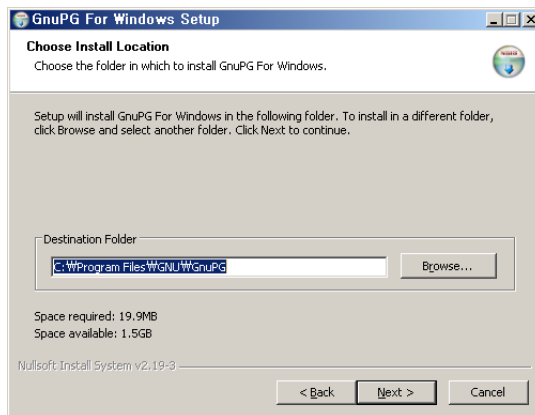 GnuPG For Windows Setup
Choose Install Location
Choose the folder in which to install GnuPG For Windows.
Setup will install GnuPG For Windows in the following folder. To install in a different folder,
click Browse and select another folder. Click Next to continue.
Destination Folder
C:₩Program Files₩GNU₩GnuPG
Browse...
Space required: 19.9MB
Space available: 1.5GB
Nullsoft Install System v2.19-3
< Back
Next >
Cancel